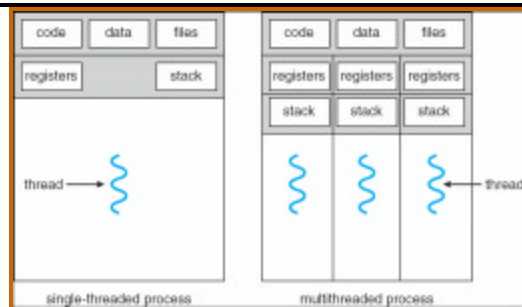 code data files code data files
registers stack registers registers registers
stack stack stack
thread thread
single-threaded process multithreaded process